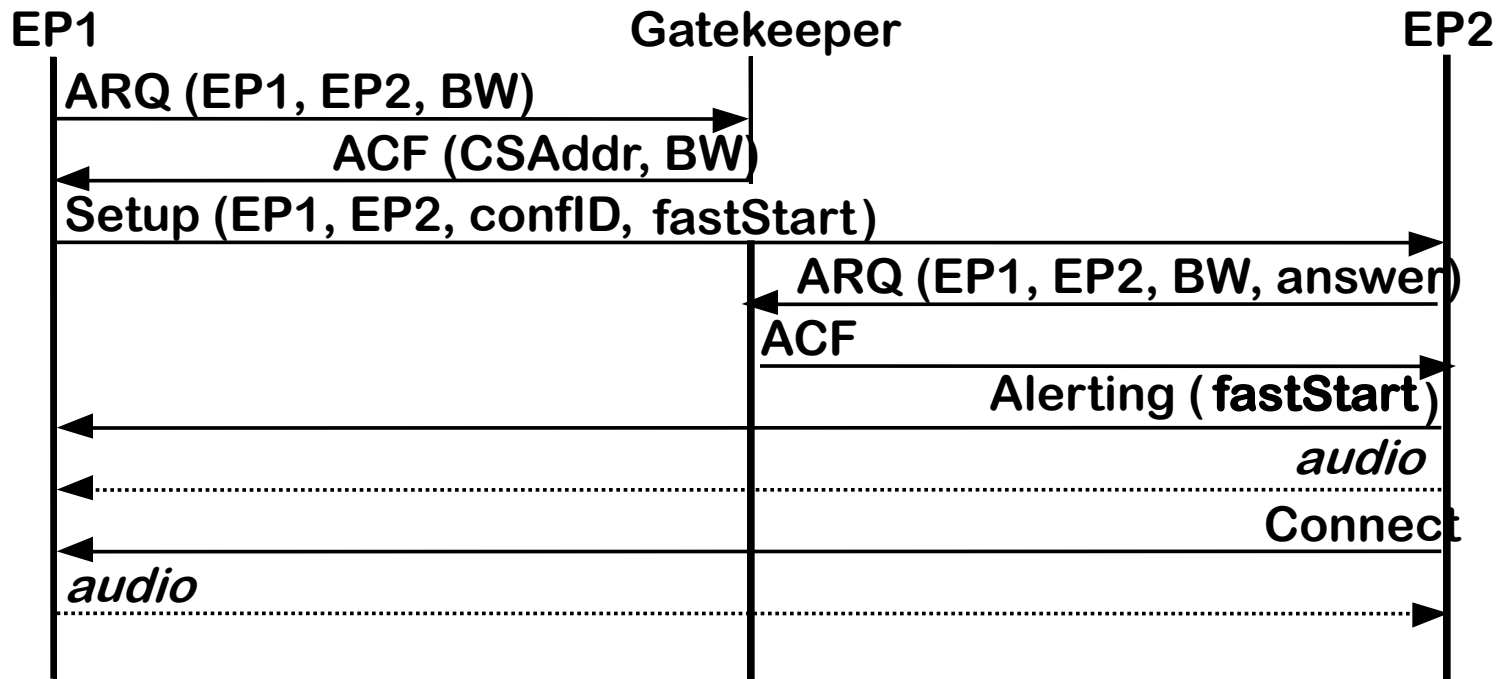 EP1 Gatekeeper EP2
ARQ (EP1, EP2, BW)
ACF (CSAddr, BW)
Setup (EP1, EP2, confID, fastStart)
ARQ (EP1, EP2, BW, answer)
ACF
Alerting (fastStart)
audio
Connect
audio